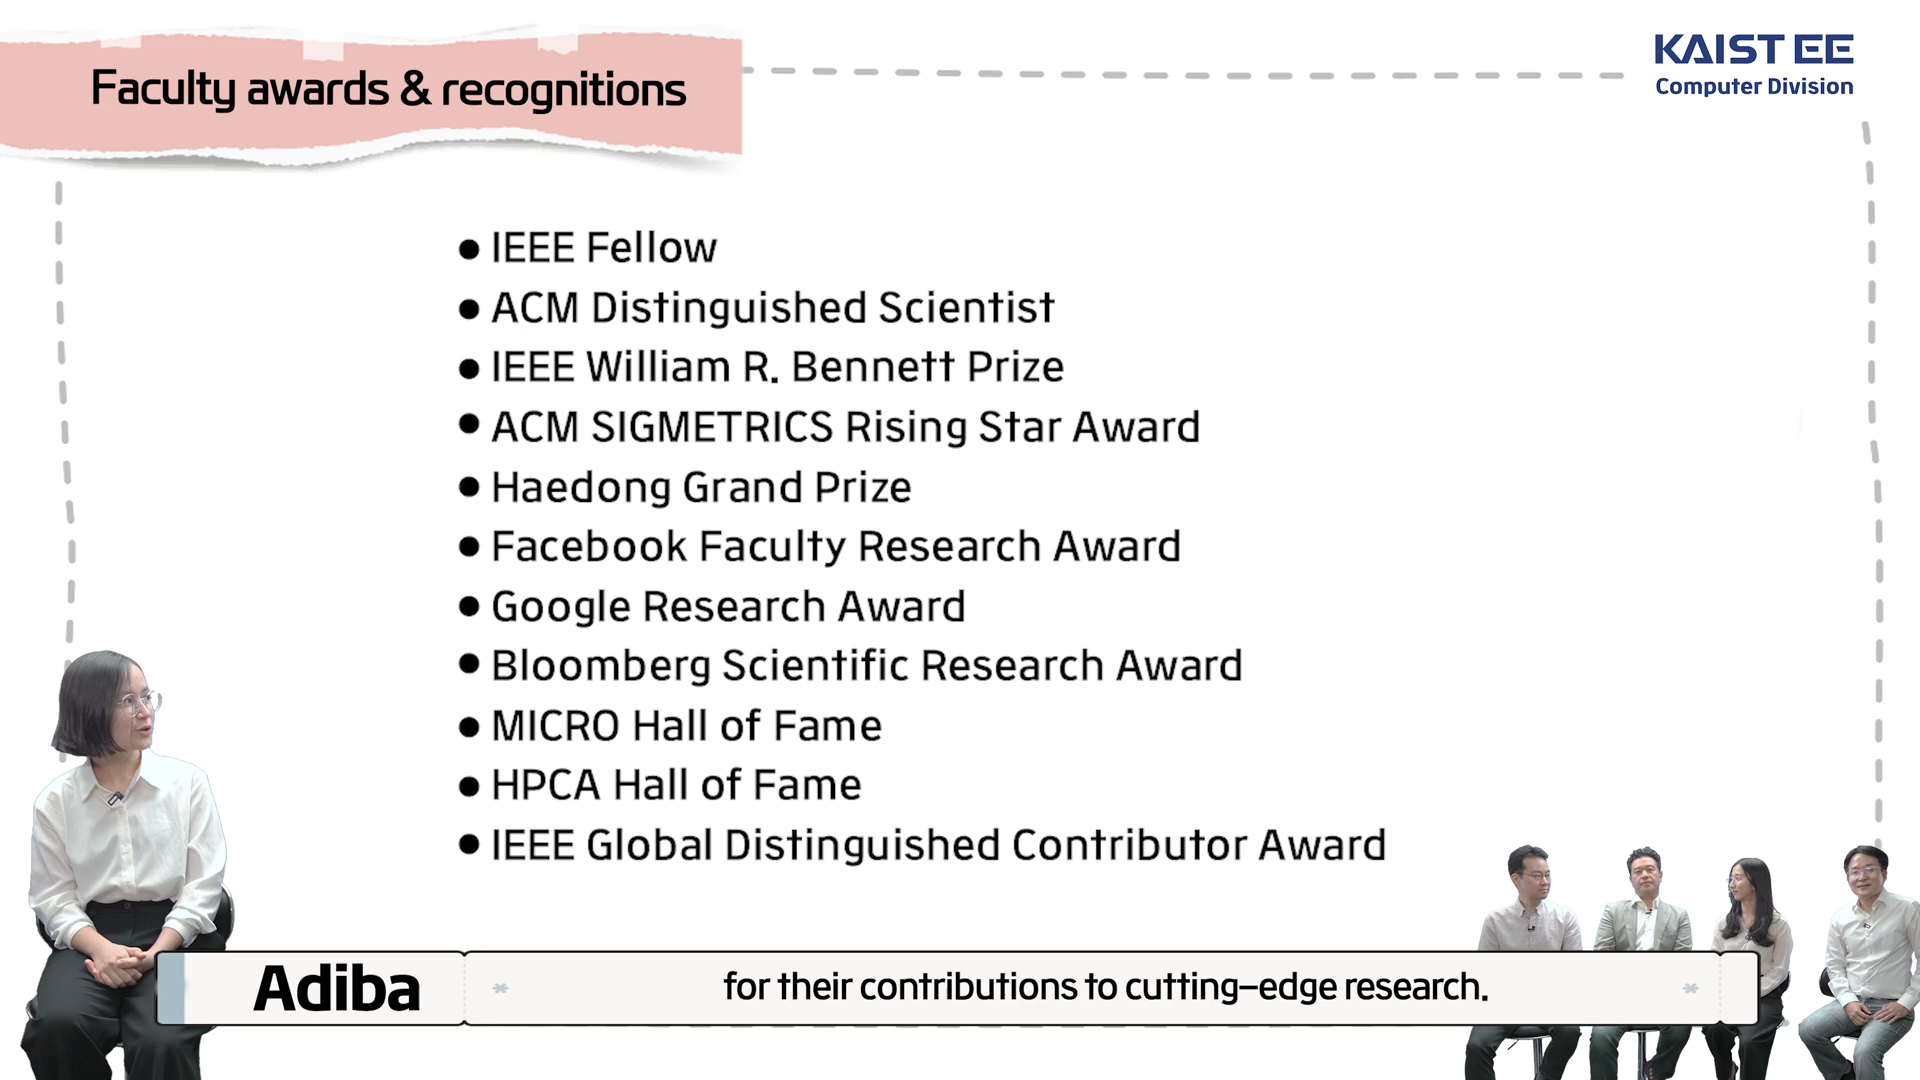 Faculty awards & recognitions
KAIST EE
Computer Division
• IEEE Fellow
• ACM Distinguished Scientist
• IEEE William R. Bennett Prize
• ACM SIGMETRICS Rising Star Award
• Haedong Grand Prize
• Facebook Faculty Research Award
• Google Research Award
• Bloomberg Scientific Research Award
• MICRO Hall of Fame
• HPCA Hall of Fame
• IEEE Global Distinguished Contributor Award
Adiba
for their contributions to cutting–edge research.